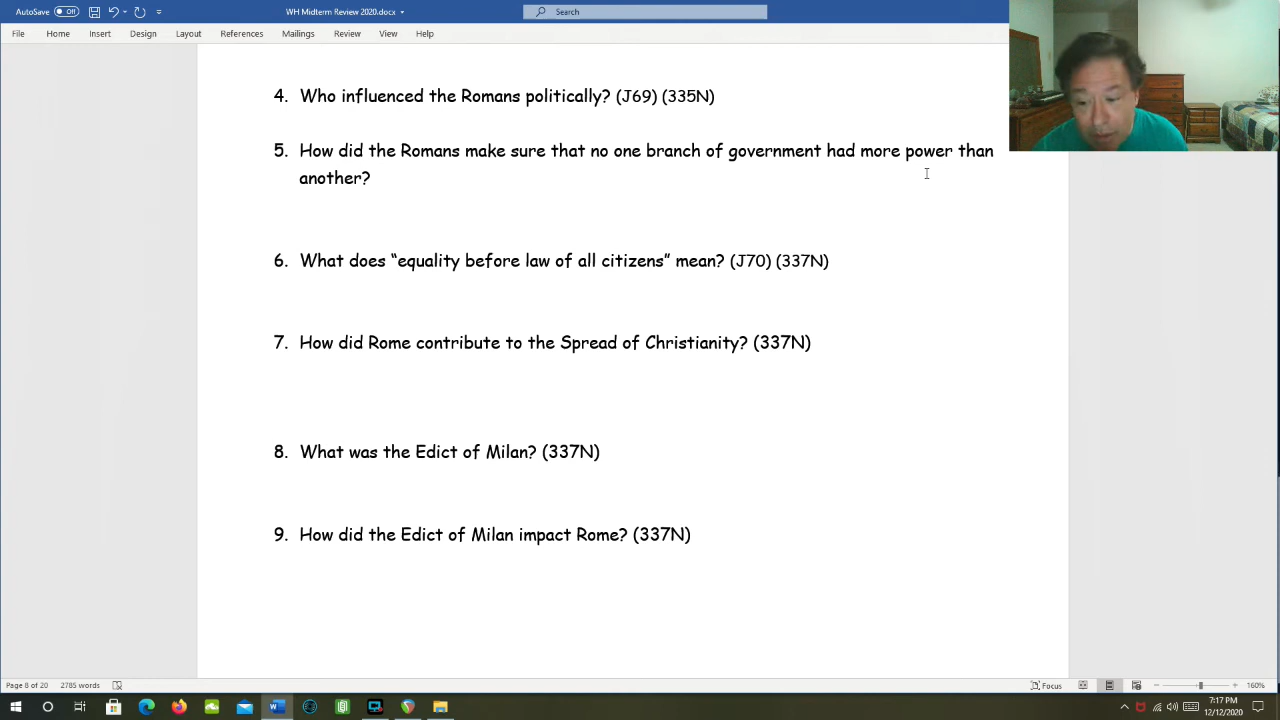 AutoSave Off WH Midterm Review 2020.docx Search
File Home Insert Design Layout References Mailings Review View Help
4. Who influenced the Romans politically? (J69) (335N)
5. How did the Romans make sure that no one branch of government had more power than
another?
6. What does “equality before law of all citizens” mean? (J70) (337N)
7. How did Rome contribute to the Spread of Christianity? (337N)
8. What was the Edict of Milan? (337N)
9. How did the Edict of Milan impact Rome? (337N)
Page 8 of 20 2785 words Focus 160%
7:17 PM
12/12/2020